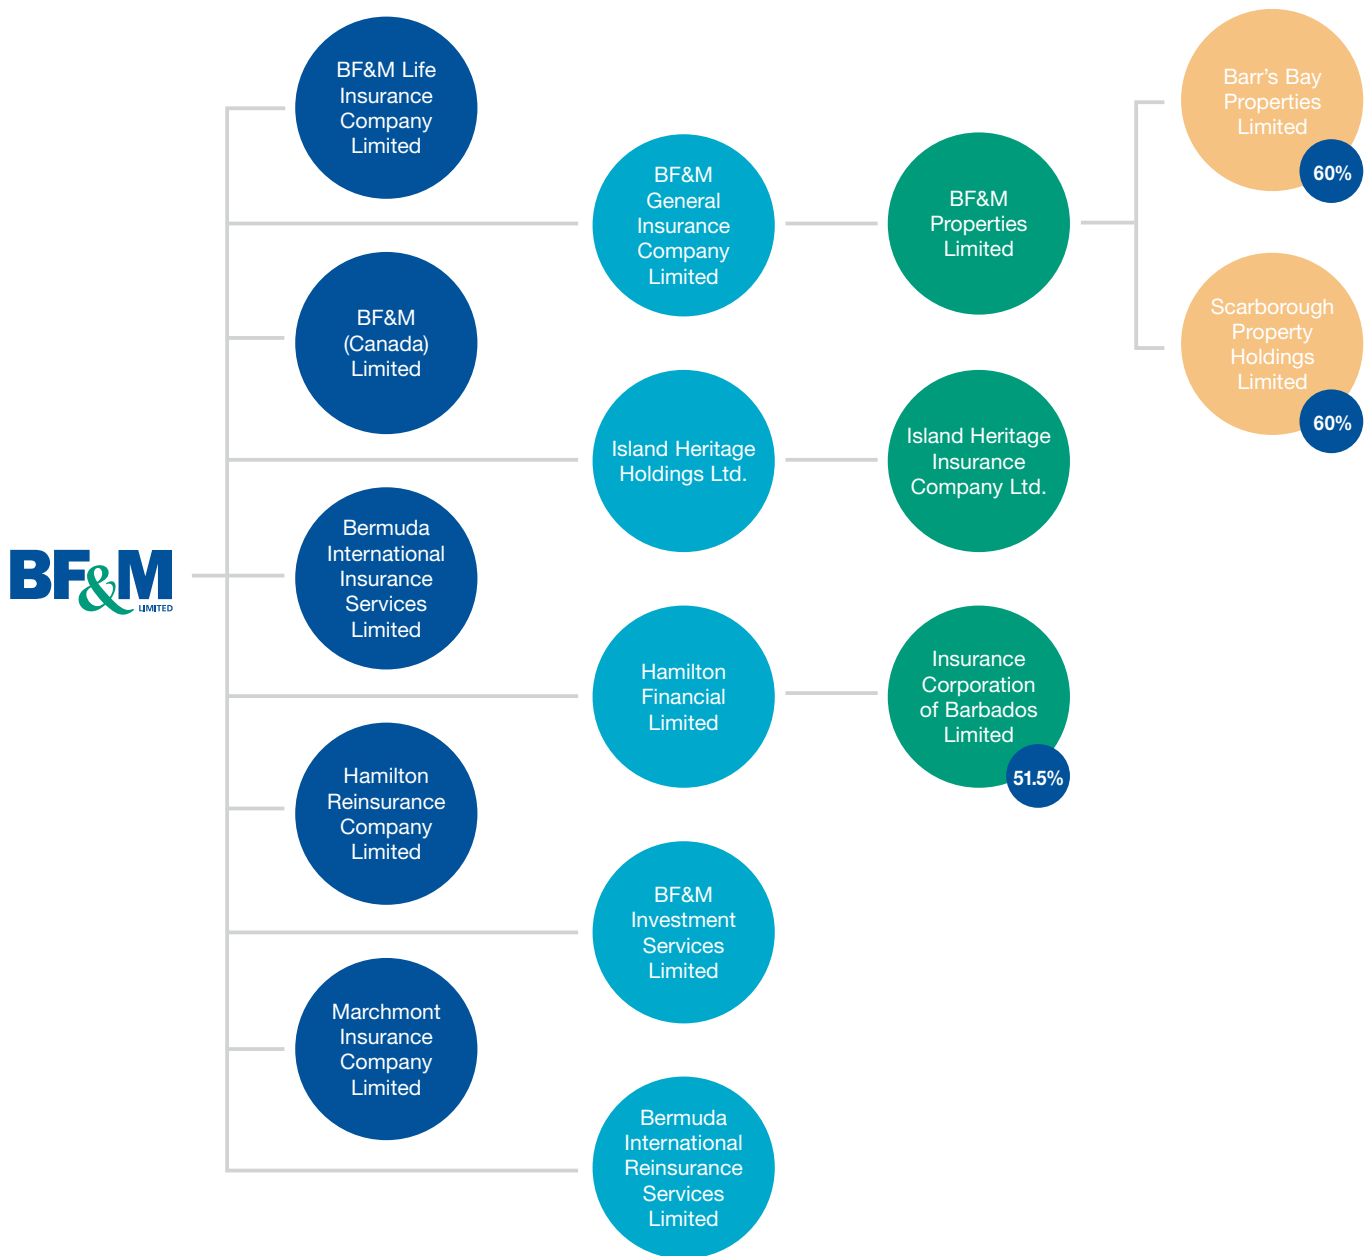 BF&M
LIMITED
BF&M Life
Insurance
Company
Limited
BF&M
(Canada)
Limited
Bermuda
International
Insurance
Services
Limited
Hamilton
Reinsurance
Company
Limited
Marchmont
Insurance
Company
Limited
BF&M
General
Insurance
Company
Limited
Island Heritage
Holdings Ltd.
Hamilton
Financial
Limited
BF&M
Investment
Services
Limited
Bermuda
International
Reinsurance
Services
Limited
BF&M
Properties
Limited
Island Heritage
Insurance
Company Ltd.
Insurance
Corporation
of Barbados
Limited
51.5%
Barr's Bay
Properties
Limited
60%
Scarborough
Property
Holdings
Limited
60%